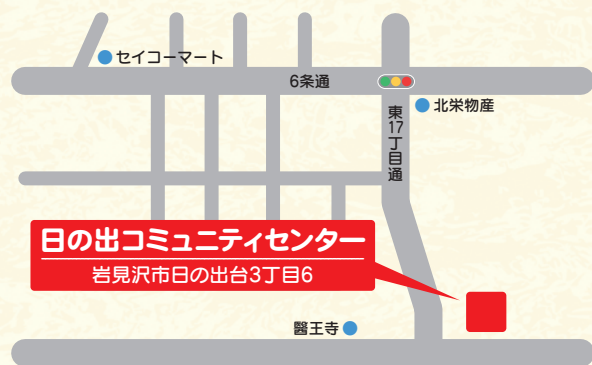 セイコーマート
6条通
北栄物産
東17丁目通
日の出コミュニティセンター
岩見沢市日の出台3丁目6
醫王寺